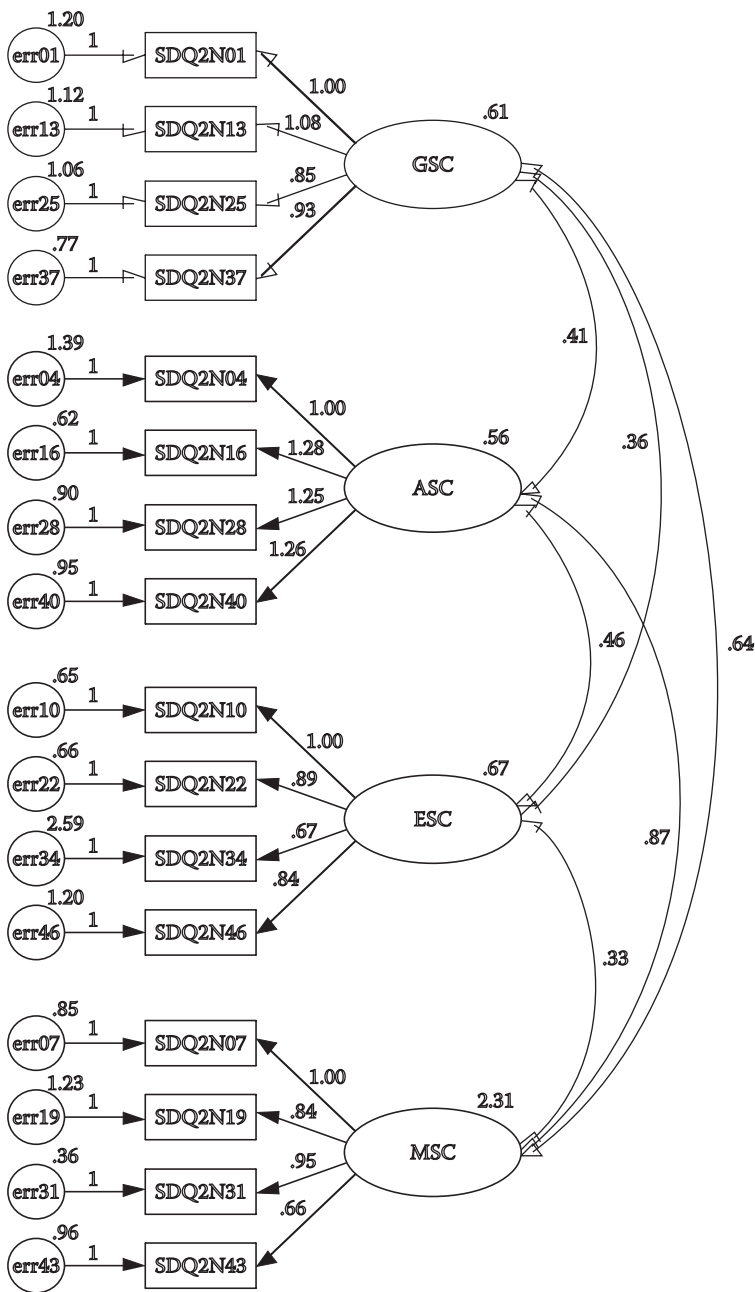 1.20
err01 1 SDQ2N01
1.00
1.12
err13 1 SDQ2N13 1.08
.61
GSC
1.06
err25 1 SDQ2N25 .85
.93
.77
err37 1 SDQ2N37
.41
1.39
err04 1 SDQ2N04
1.00
.62
err16 1 SDQ2N16 1.28
.56
ASC
.36
.90
err28 1 SDQ2N28 1.25
1.26
.95
err40 1 SDQ2N40
.46
.64
.65
err10 1 SDQ2N10
1.00
.66
err22 1 SDQ2N22 .89
.67
ESC
2.59
err34 1 SDQ2N34 .67
.84
.87
1.20
err46 1 SDQ2N46
.33
.85
err07 1 SDQ2N07
1.00
1.23
err19 1 SDQ2N19 .84
2.31
MSC
.36
err31 1 SDQ2N31 .95
.66
.96
err43 1 SDQ2N43